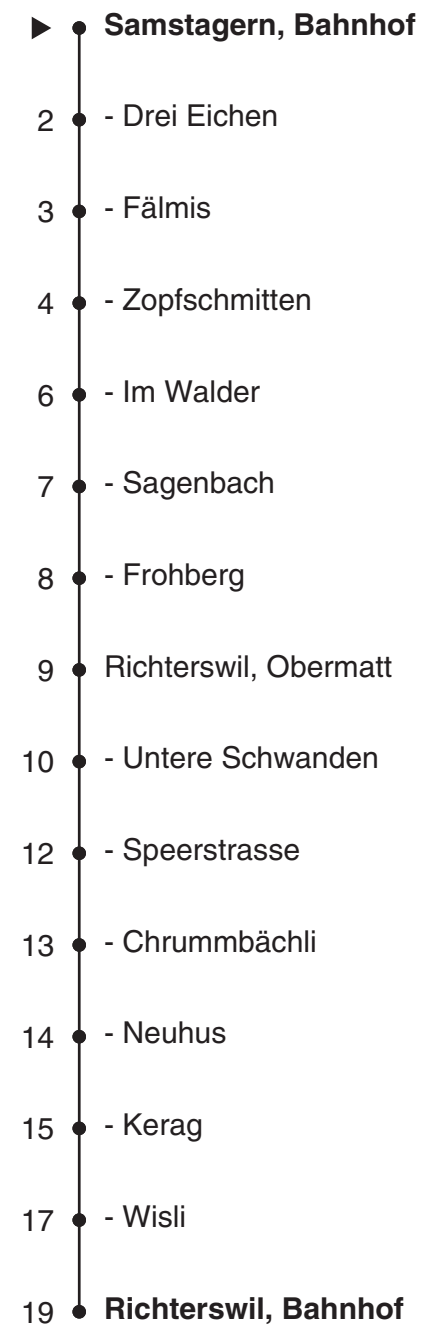 Samstagern, Bahnhof
2 - Drei Eichen
3 - Fälmis
4 - Zopfschmitten
6 - Im Walder
7 - Sagenbach
8 - Frohberg
9 Richterswil, Obermatt
10 - Untere Schwanden
12 - Speerstrasse
13 - Chrummbächli
14 - Neuhus
15 - Kerag
17 - Wisli
19 Richterswil, Bahnhof